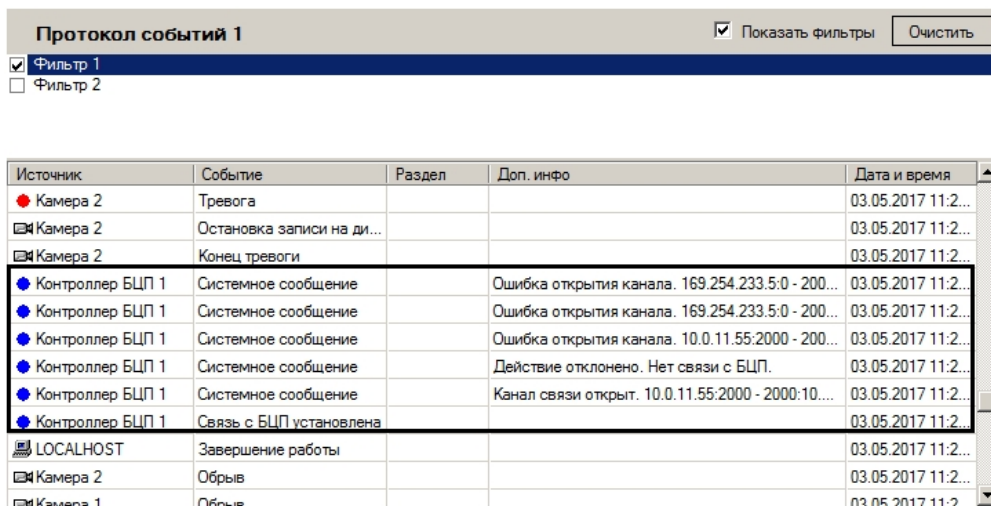 Протокол событий 1 Показать фильтры Очистить
Фильтр 1
Фильтр 2
Источник Событие Раздел Доп. инфо Дата и время
Камера 2 Тревога 03.05.2017 11:2...
Камера 2 Остановка записи на ди... 03.05.2017 11:2...
Камера 2 Конец тревоги 03.05.2017 11:2...
Контроллер БЦП 1 Системное сообщение Ошибка открытия канала. 169.254.233.5:0 - 200... 03.05.2017 11:2...
Контроллер БЦП 1 Системное сообщение Ошибка открытия канала. 169.254.233.5:0 - 200... 03.05.2017 11:2...
Контроллер БЦП 1 Системное сообщение Ошибка открытия канала. 10.0.11.55:2000 - 200... 03.05.2017 11:2...
Контроллер БЦП 1 Системное сообщение Действие отклонено. Нет связи с БЦП. 03.05.2017 11:2...
Контроллер БЦП 1 Системное сообщение Канал связи открыт. 10.0.11.55:2000 - 2000:10.... 03.05.2017 11:2...
Контроллер БЦП 1 Связь с БЦП установлена 03.05.2017 11:2...
LOCALHOST Завершение работы 03.05.2017 11:2...
Камера 2 Обрыв 03.05.2017 11:2...
Камера 1 Обрыв 03.05.2017 11:2...